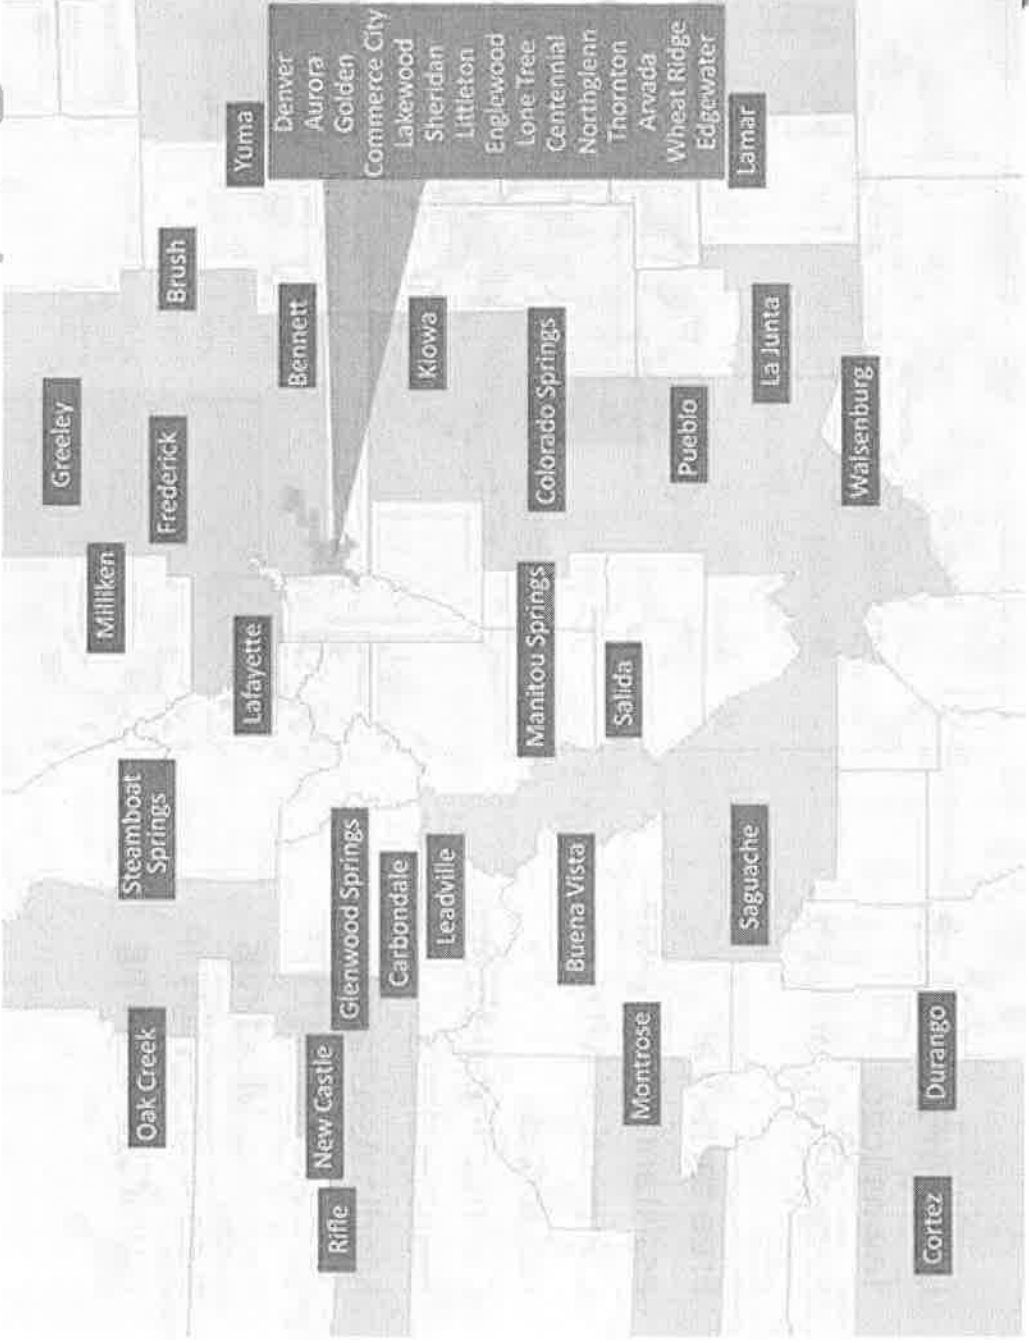 Greeley
Milliken
Frederick
Brush
Steamboat
Springs
Oak Creek
Lafayette
Yuma
Bennett
Denver
Aurora
Golden
Commerce City
Lakewood
Sheridan
Littleton
Englewood
Lone Tree
Centennial
Northglenn
Thornton
Arvada
Wheat Ridge
Edgewater
Glenwood Springs
New Castle
Rifle
Carbondale
Leadville
Kiowa
Colorado Springs
Manitou Springs
Buena Vista
Salida
Montrose
Pueblo
Lamar
La Junta
Saguache
Walsenburg
Durango
Cortez